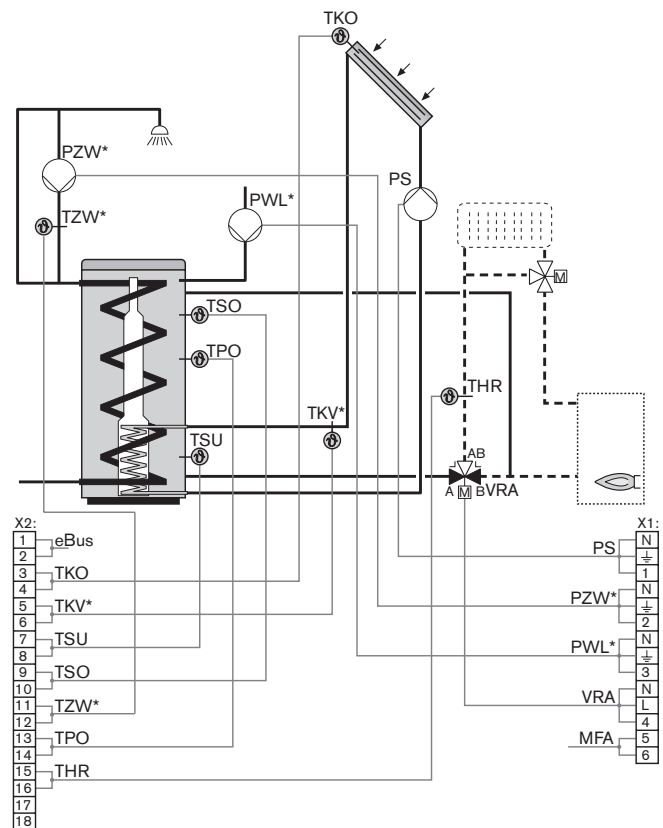 TKO
PZW*
PS
PWL*
TZW*
M
TSO
TPO
THR
TKV*
TSU
AB
A M B VRA
X2:
1 eBus
2
3 TKO
4
5 TKV*
6
7 TSU
8
9 TSO
10
11 TZW*
12
13 TPO
14
15 THR
16
17
18
X1:
PS N
1
PZW* N
2
PWL* N
3
VRA N
L
4
MFA 5
6